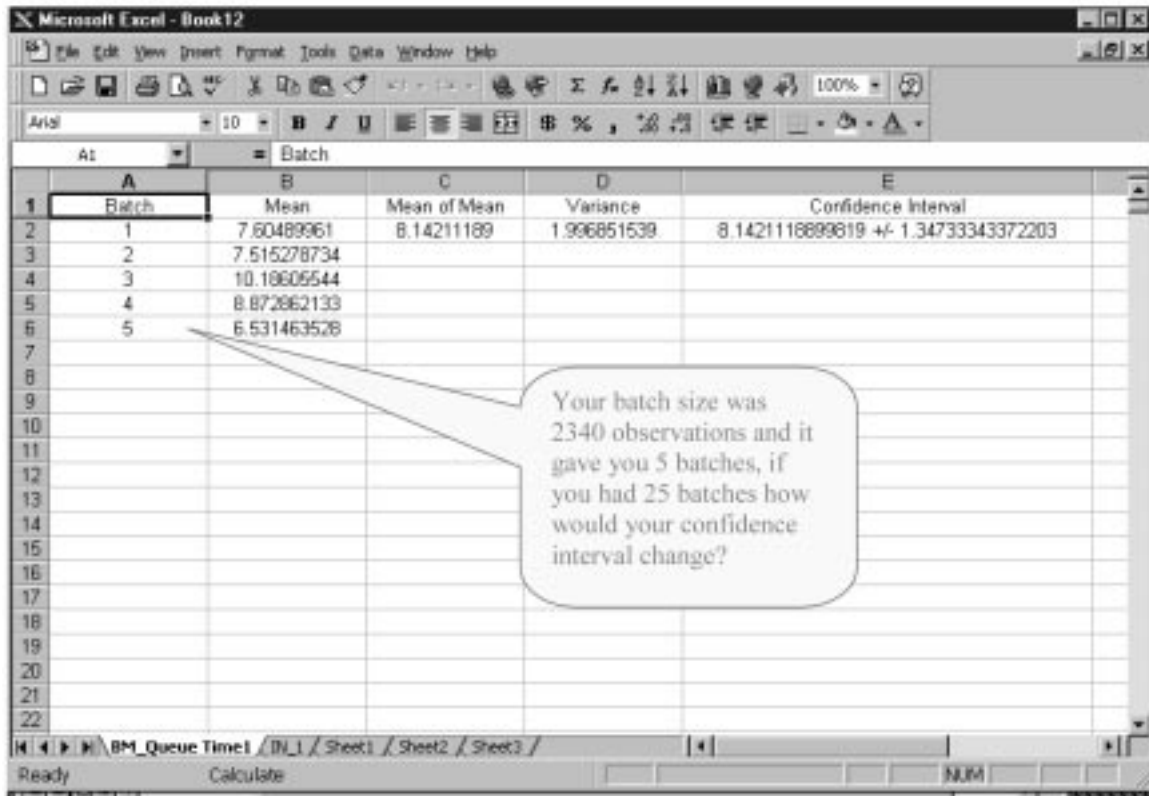 Microsoft Excel - Book12
File Edit View Insert Format Tools Data Window Help
100%
Arial 10 B I U $ % ,
A1 = Batch
A B C D E
1 Batch Mean Mean of Mean Variance Confidence Interval
2 1 7.60489961 8.14211189 1.996851539 8.1421118899819 +/- 1.34733343372203
3 2 7.515278734
4 3 10.18605544
5 4 8.872862133
6 5 6.531463528
7
8
9
10
11
12
13
14
15
16
17
18
19
20
21
22
Your batch size was
2340 observations and it
gave you 5 batches, if
you had 25 batches how
would your confidence
interval change?
BM_Queue Time1 / IN_1 / Sheet1 / Sheet2 / Sheet3 /
Ready Calculate NUM